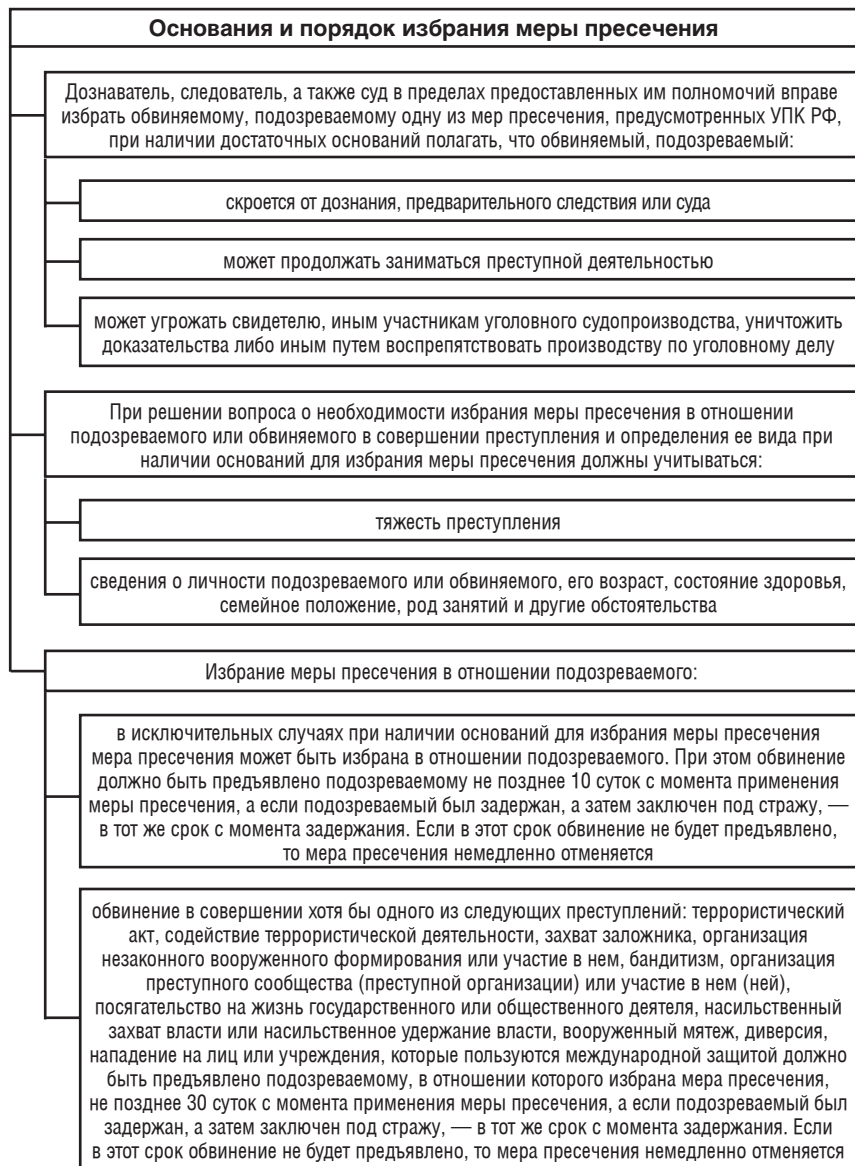 Основания и порядок избрания меры пресечения
Дознаватель, следователь, а также суд в пределах предоставленных им полномочий вправе
избрать обвиняемому, подозреваемому одну из мер пресечения, предусмотренных УПК РФ,
при наличии достаточных оснований полагать, что обвиняемый, подозреваемый:
скроется от дознания, предварительного следствия или суда
может продолжать заниматься преступной деятельностью
может угрожать свидетелю, иным участникам уголовного судопроизводства, уничтожить
доказательства либо иным путем воспрепятствовать производству по уголовному делу
При решении вопроса о необходимости избрания меры пресечения в отношении
подозреваемого или обвиняемого в совершении преступления и определения ее вида при
наличии оснований для избрания меры пресечения должны учитываться:
тяжесть преступления
сведения о личности подозреваемого или обвиняемого, его возраст, состояние здоровья,
семейное положение, род занятий и другие обстоятельства
Избрание меры пресечения в отношении подозреваемого:
в исключительных случаях при наличии оснований для избрания меры пресечения
мера пресечения может быть избрана в отношении подозреваемого. При этом обвинение
должно быть предъявлено подозреваемому не позднее 10 суток с момента применения
меры пресечения, а если подозреваемый был задержан, а затем заключен под стражу, —
в тот же срок с момента задержания. Если в этот срок обвинение не будет предъявлено,
то мера пресечения немедленно отменяется
обвинение в совершении хотя бы одного из следующих преступлений: террористический
акт, содействие террористической деятельности, захват заложника, организация
незаконного вооруженного формирования или участие в нем, бандитизм, организация
преступного сообщества (преступной организации) или участие в нем (ней),
посягательство на жизнь государственного или общественного деятеля, насильственный
захват власти или насильственное удержание власти, вооруженный мятеж, диверсия,
нападение на лиц или учреждения, которые пользуются международной защитой должно
быть предъявлено подозреваемому, в отношении которого избрана мера пресечения,
не позднее 30 суток с момента применения меры пресечения, а если подозреваемый был
задержан, а затем заключен под стражу, — в тот же срок с момента задержания. Если
в этот срок обвинение не будет предъявлено, то мера пресечения немедленно отменяется